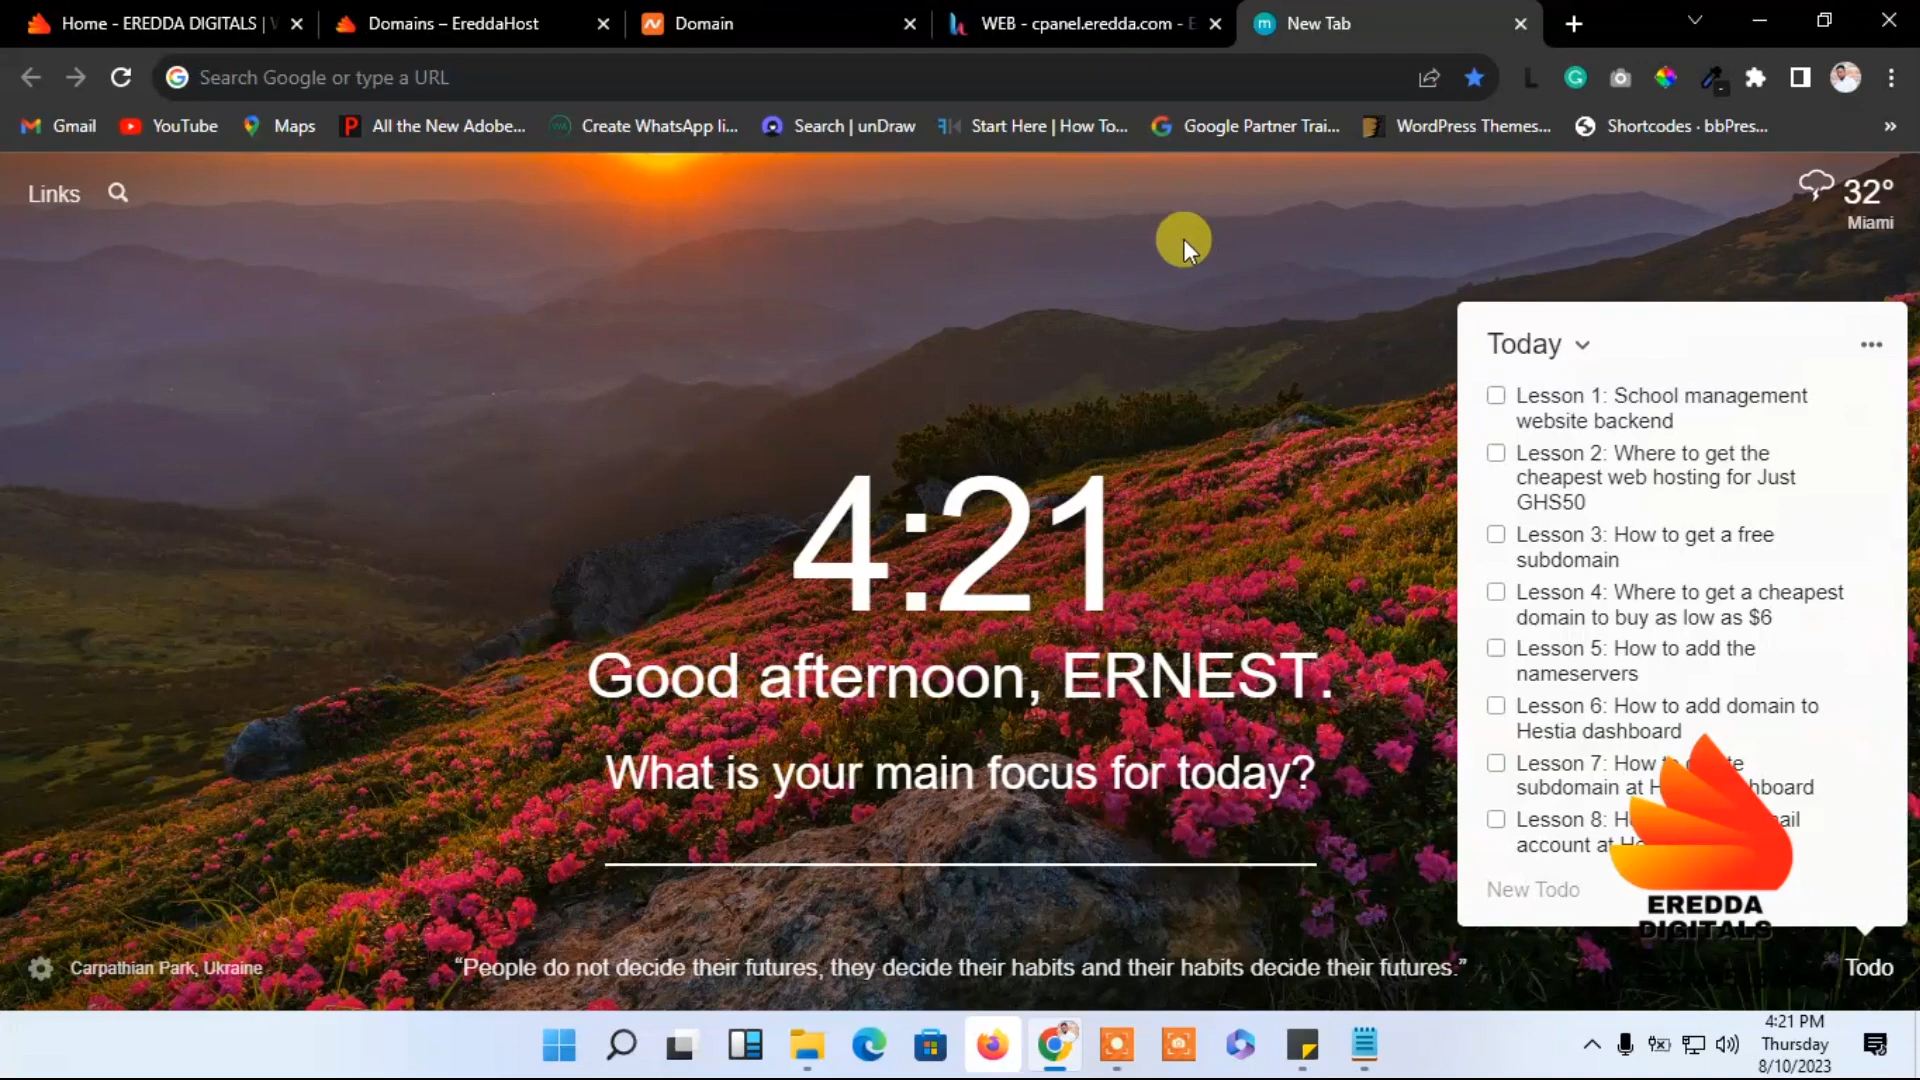 Home - EREDDA DIGITALS |
Domains – EreddaHost
Domain
WEB - cpanel.eredda.com - E
New Tab
Search Google or type a URL
Gmail
YouTube
Maps
All the New Adobe...
Create WhatsApp li...
Search | unDraw
Start Here | How To...
Google Partner Trai...
WordPress Themes...
Shortcodes · bbPres...
Links
32°
Miami
Today
Lesson 1: School management
website backend
Lesson 2: Where to get the
cheapest web hosting for Just
GHS50
Lesson 3: How to get a free
subdomain
Lesson 4: Where to get a cheapest
domain to buy as low as $6
Lesson 5: How to add the
nameservers
Lesson 6: How to add domain to
Hestia dashboard
Lesson 7: How
subdomain at
Lesson 8:
account at
New Todo
EREDDA
DIGITALS
4:21
Good afternoon, ERNEST.
What is your main focus for today?
Carpathian Park, Ukraine
“People do not decide their futures, they decide their habits and their habits decide their futures.”
Todo
4:21 PM
Thursday
8/10/2023